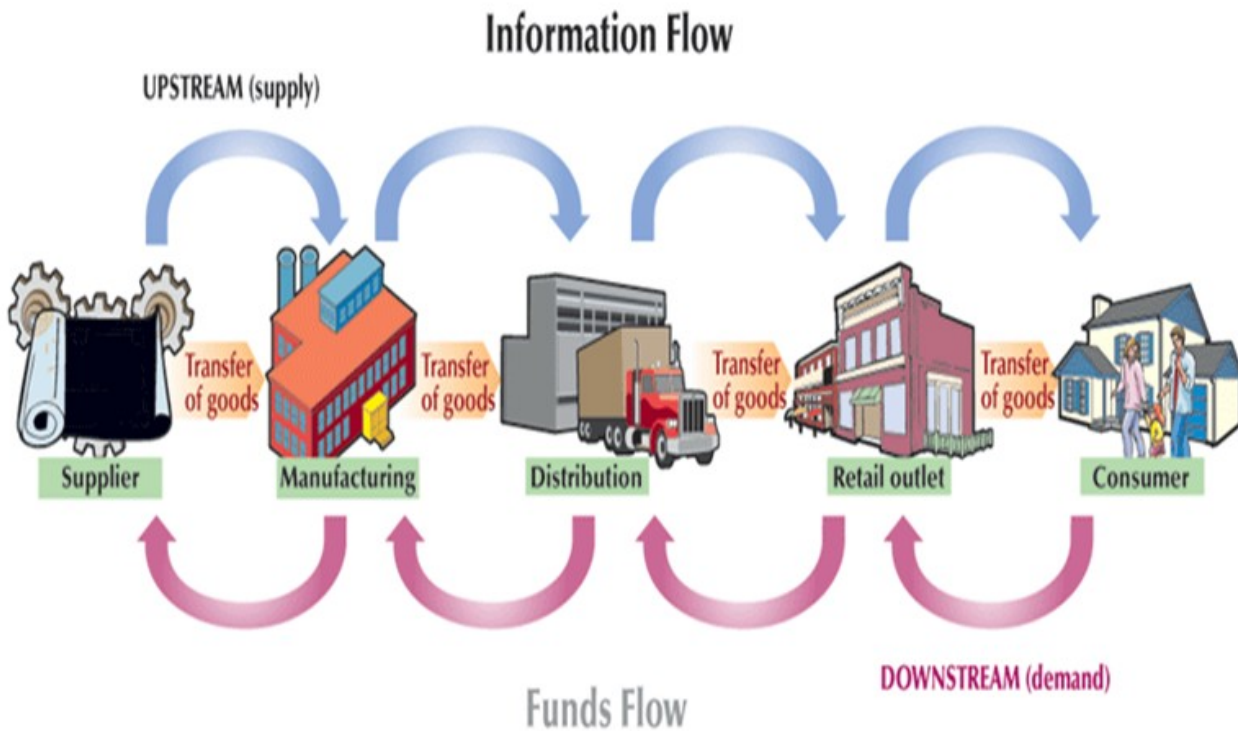 Information Flow
UPSTREAM (supply)
Transfer
of goods
Transfer
of goods
Transfer
of goods
Transfer
of goods
Supplier
Manufacturing
Distribution
Retail outlet
Consumer
DOWNSTREAM (demand)
Funds Flow